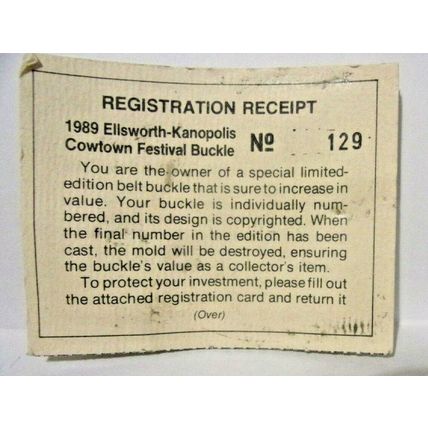 REGISTRATION RECEIPT
1989 Ellsworth-Kanopolis
Cowtown Festival Buckle Nº 129
You are the owner of a special limited-
edition belt buckle that is sure to increase in
value. Your buckle is individually num-
bered, and its design is copyrighted. When
the final number in the edition has been
cast, the mold will be destroyed, ensuring
the buckle's value as a collector's item.
To protect your investment, please fill out
the attached registration card and return it
(Over)